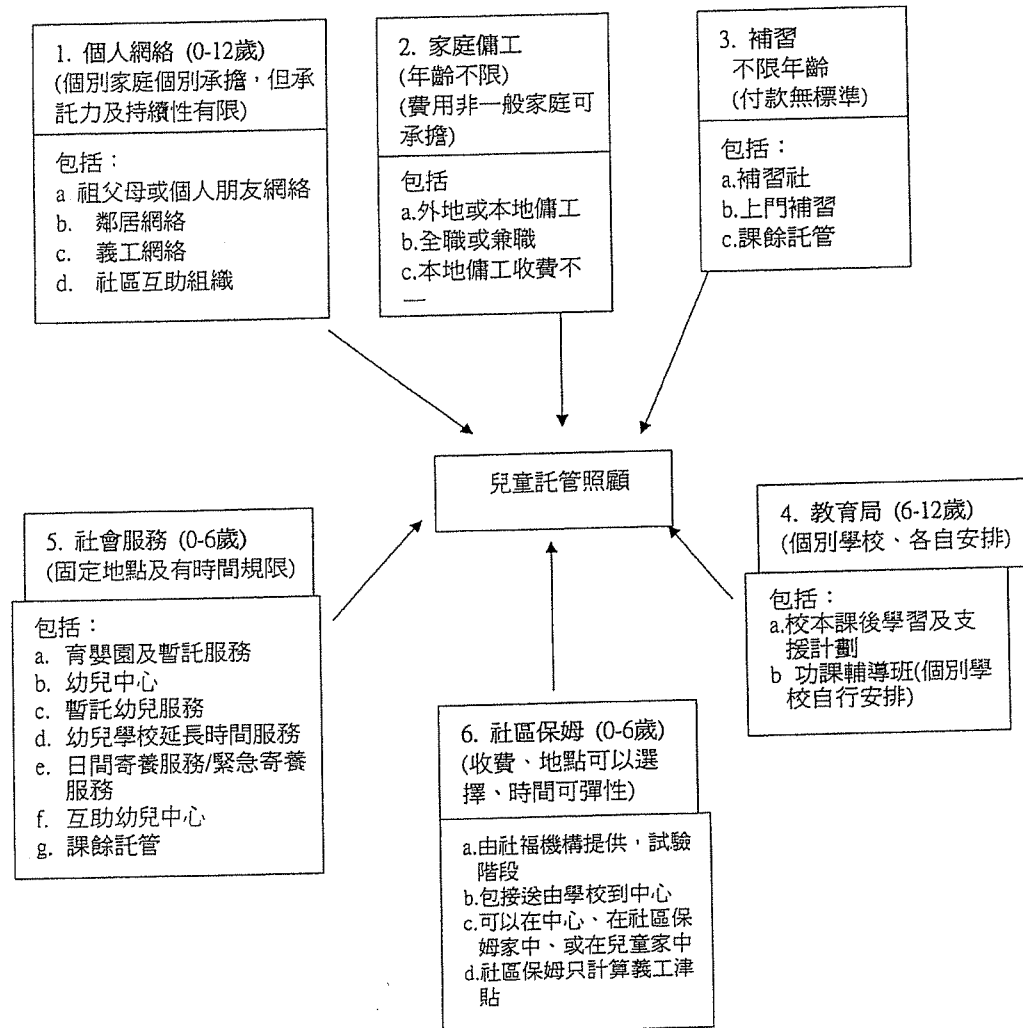 1. 個人網絡 (0-12歲)
(個別家庭個別承擔，但承
託力及持續性有限)
包括：
a 祖父母或個人朋友網絡
b. 鄰居網絡
c. 義工網絡
d. 社區互助組織
2. 家庭傭工
(年齡不限)
(費用非一般家庭可
承擔)
包括
a.外地或本地傭工
b.全職或兼職
c.本地傭工收費不
一
3. 補習
不限年齡
(付款無標準)
包括：
a.補習社
b.上門補習
c.課餘託管
兒童託管照顧
4. 教育局 (6-12歲)
(個別學校、各自安排)
包括：
a.校本課後學習及支
援計劃
b 功課輔導班(個別學
校自行安排)
5. 社會服務 (0-6歲)
(固定地點及有時間規限)
包括：
a. 育嬰園及暫託服務
b. 幼兒中心
c. 暫託幼兒服務
d. 幼兒學校延長時間服務
e. 日間寄養服務/緊急寄養
服務
f. 互助幼兒中心
g. 課餘託管
6. 社區保姆 (0-6歲)
(收費、地點可以選
擇、時間可彈性)
a.由社福機構提供，試驗
階段
b.包接送由學校到中心
c.可以在中心、在社區保
姆家中、或在兒童家中
d.社區保姆只計算義工津
貼